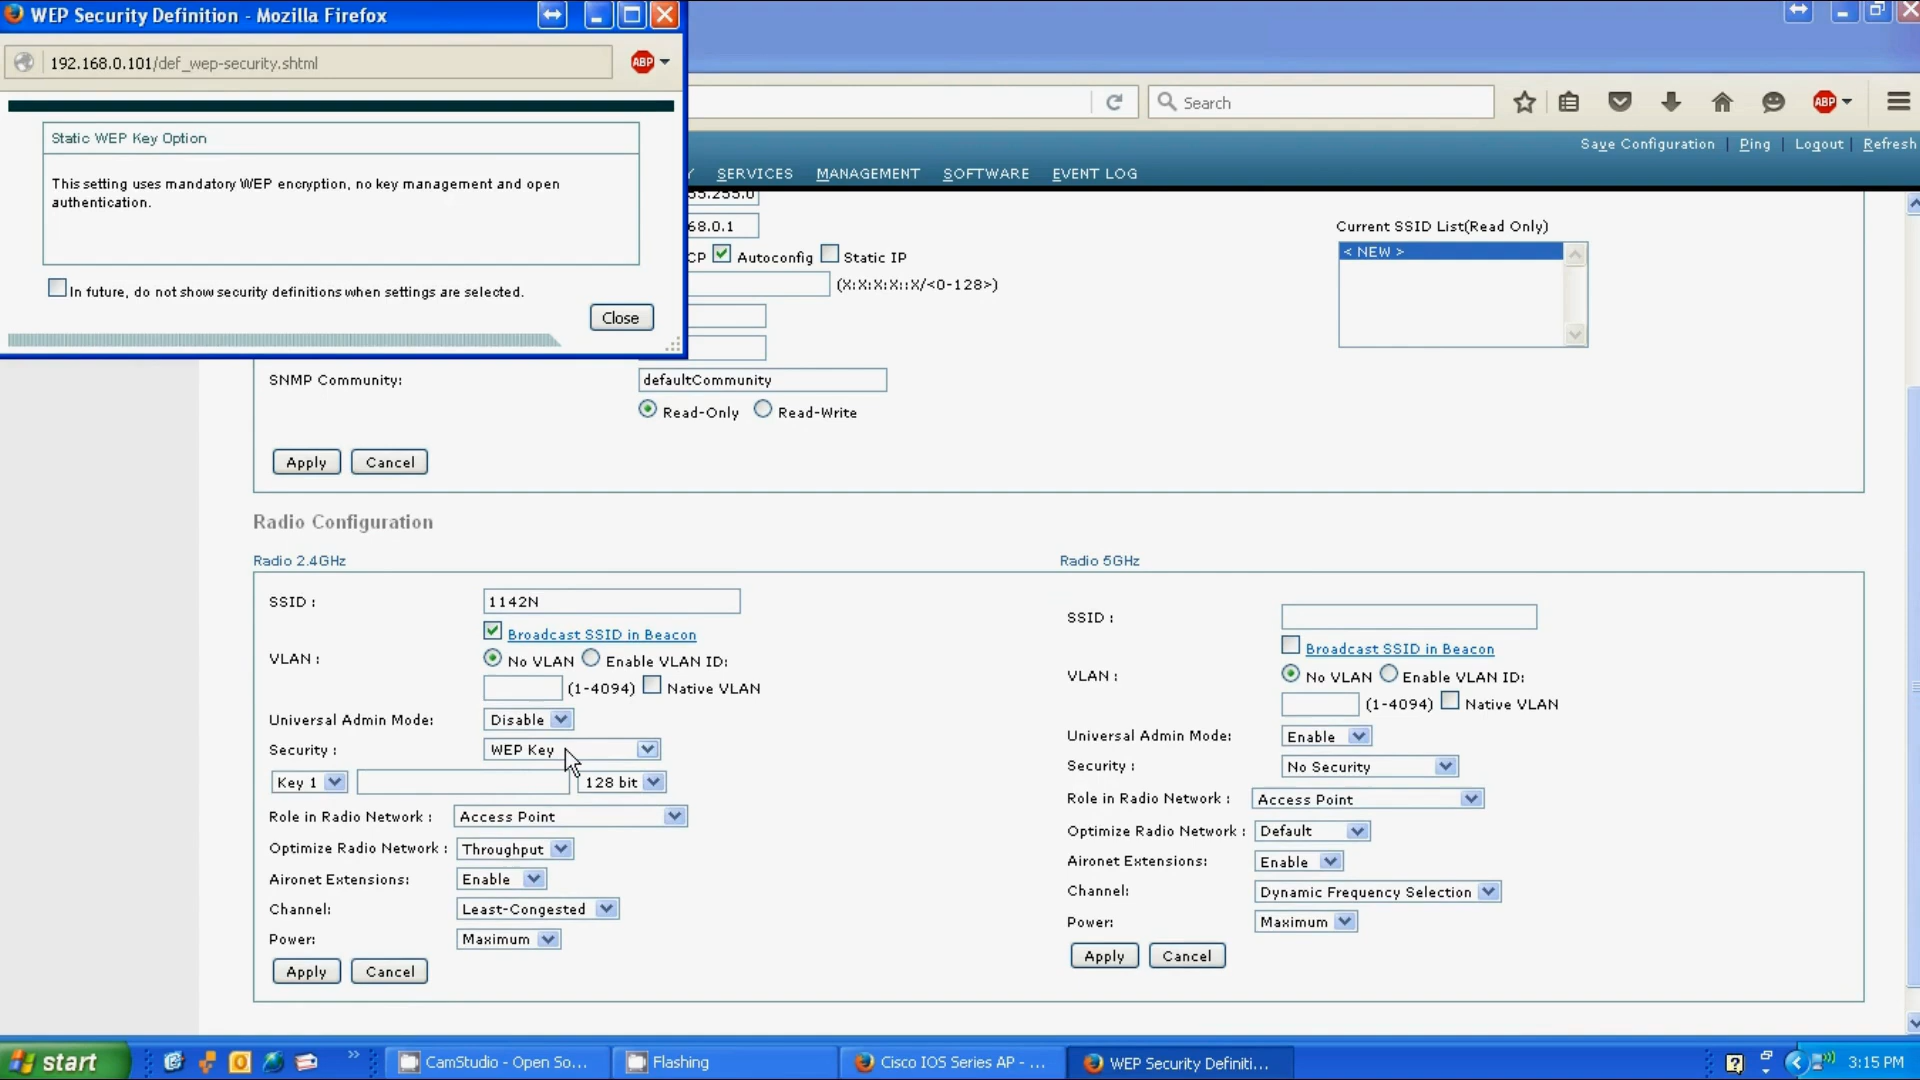 WEP Security Definition - Mozilla Firefox
192.168.0.101/def_wep-security.shtml
ABP
Static WEP Key Option
This setting uses mandatory WEP encryption, no key management and open
authentication.
In future, do not show security definitions when settings are selected.
Close
Search
ABP
Save Configuration | Ping | Logout | Refresh
SERVICES MANAGEMENT SOFTWARE EVENT LOG
68.0.1
CP Autoconfig Static IP
(X:X:X:X::X/<0-128>)
Current SSID List(Read Only)
< NEW >
SNMP Community: defaultCommunity
Read-Only Read-Write
Apply Cancel
Radio Configuration
Radio 2.4GHz
SSID : 1142N
Broadcast SSID in Beacon
VLAN : No VLAN Enable VLAN ID:
(1-4094) Native VLAN
Universal Admin Mode: Disable
Security : WEP Key
Key 1 128 bit
Role in Radio Network : Access Point
Optimize Radio Network : Throughput
Aironet Extensions: Enable
Channel: Least-Congested
Power: Maximum
Apply Cancel
Radio 5GHz
SSID :
Broadcast SSID in Beacon
VLAN : No VLAN Enable VLAN ID:
(1-4094) Native VLAN
Universal Admin Mode: Enable
Security : No Security
Role in Radio Network : Access Point
Optimize Radio Network : Default
Aironet Extensions: Enable
Channel: Dynamic Frequency Selection
Power: Maximum
Apply Cancel
start
CamStudio - Open So...
Flashing
Cisco IOS Series AP - ...
WEP Security Definiti...
3:15 PM